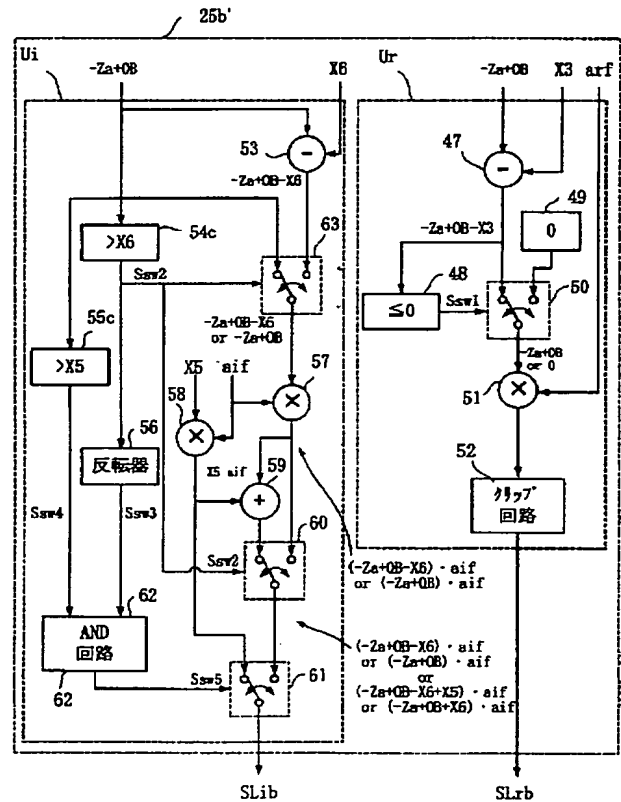 25b'
Ui
-Za+OB
X6
Ur
-Za+OB
X3
arf
53
-
-Za+OB-X6
47
-
49
0
>X6
54c
63
-Za+OB-X3
48
≦0
Ssw1
50
Ssw2
-Za+OB-X6
or -Za+OB
55c
>X5
X5
aif
57
×
58
×
-Za+OB
or 0
51
×
56
反転器
X5 aif
59
+
52
クリップ
回路
Ssw4
Ssw3
60
Ssw2
(-Za+OB-X6)・aif
or (-Za+OB)・aif
62
AND
回路
62
(-Za+OB-X6)・aif
or (-Za+OB)・aif
or
(-Za+OB-X6+X5)・aif
or (-Za+OB+X6)・aif
61
Ssw5
SLib
SLrb